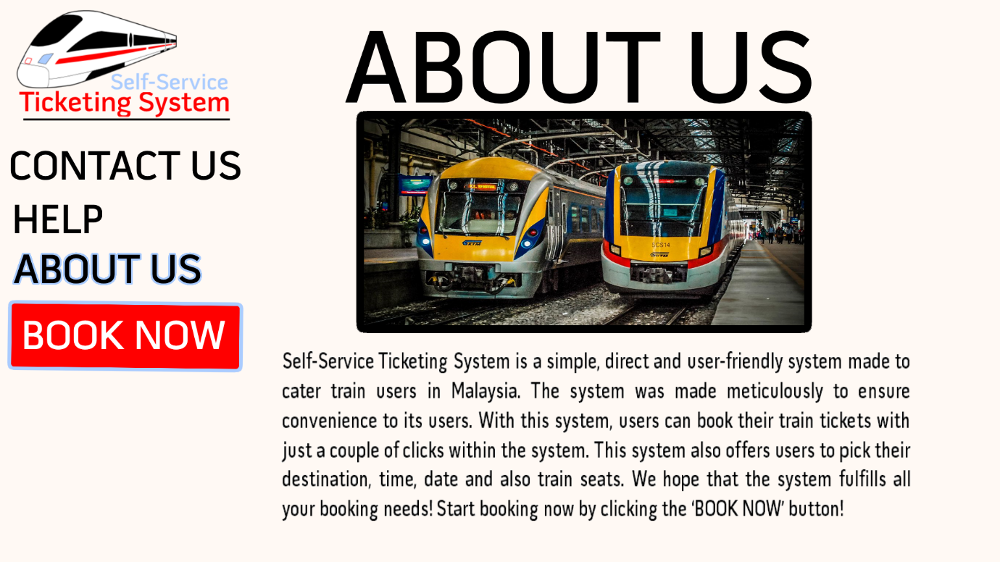 Self-Service
Ticketing System
CONTACT US
HELP
ABOUT US
BOOK NOW
ABOUT US
SCS14
KTM
Self-Service Ticketing System is a simple, direct and user-friendly system made to
cater train users in Malaysia. The system was made meticulously to ensure
convenience to its users. With this system, users can book their train tickets with
just a couple of clicks within the system. This system also offers users to pick their
destination, time, date and also train seats. We hope that the system fulfills all
your booking needs! Start booking now by clicking the ‘BOOK NOW’ button!